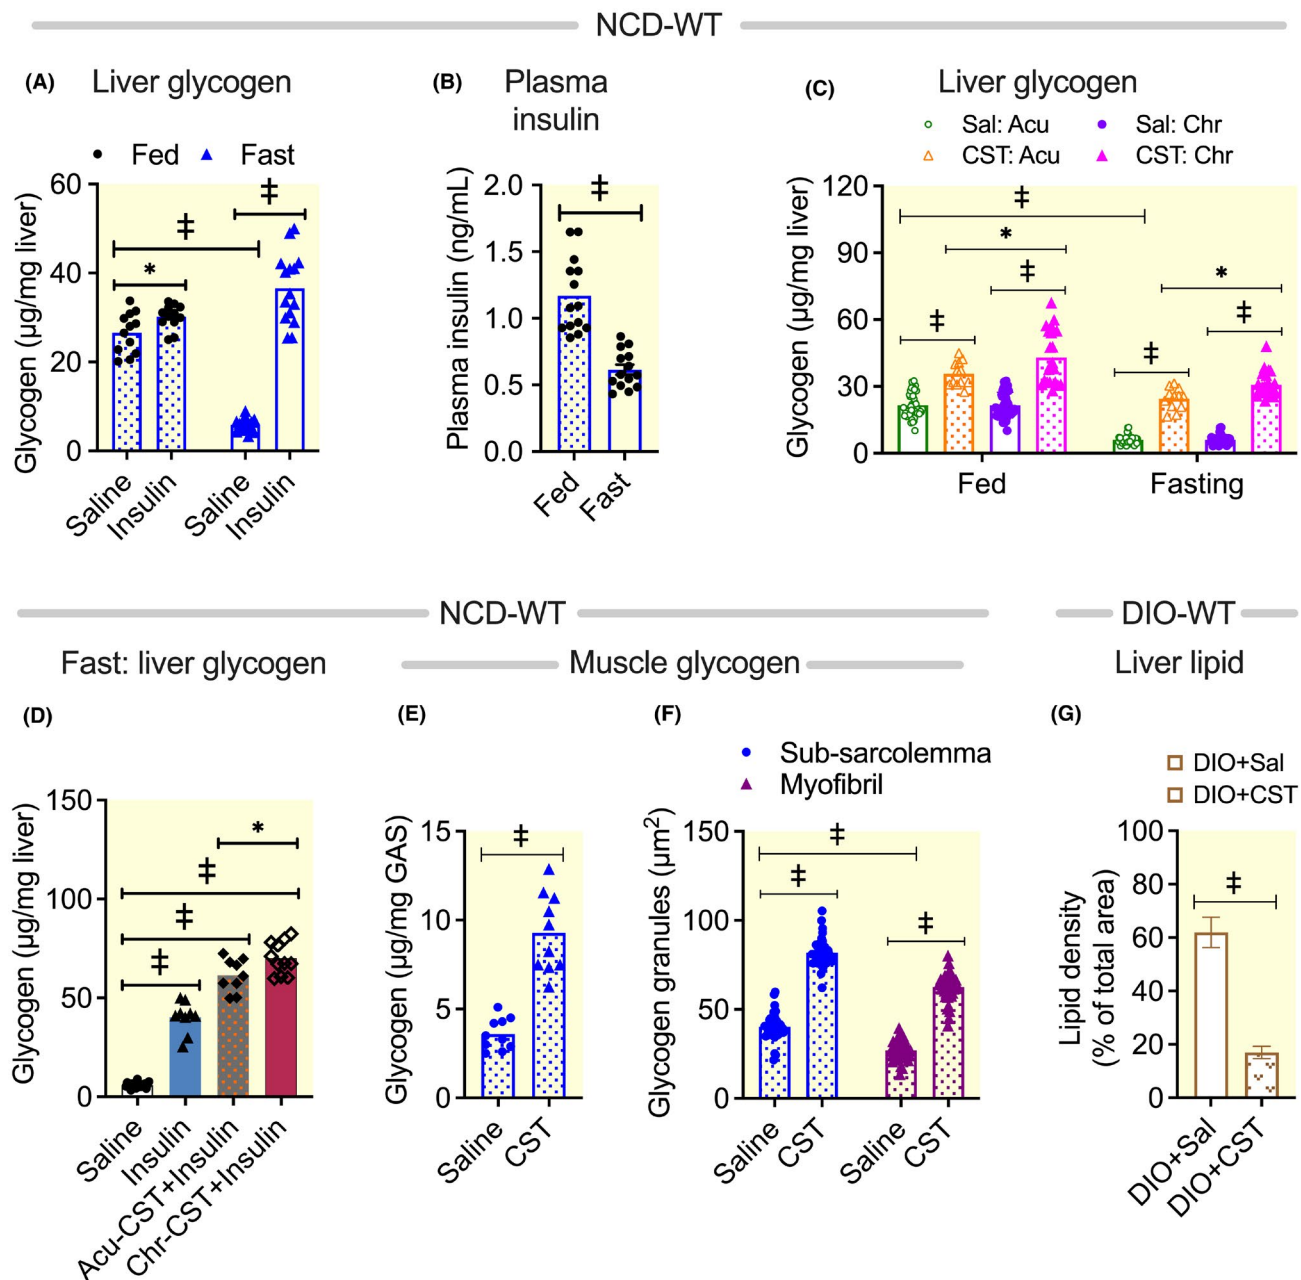 NCD-WT
(A) Liver glycogen
Fed Fast
Glycogen (µg/mg liver)
60
40
20
0
‡
‡
*
Saline
Insulin
Saline
Insulin
(B) Plasma
insulin
Plasma insulin (ng/mL)
2.0
1.5
1.0
0.5
0.0
‡
Fed
Fast
(C) Liver glycogen
Sal: Acu Sal: Chr
CST: Acu CST: Chr
Glycogen (µg/mg liver)
120
90
60
30
0
‡
*
‡
*
‡
‡
‡
Fed Fasting
NCD-WT
DIO-WT
Fast: liver glycogen
Muscle glycogen
Liver lipid
(D)
Glycogen (µg/mg liver)
150
100
50
0
*
‡
‡
‡
Saline
Insulin
Acu-CST+Insulin
Chr-CST+Insulin
(E)
Glycogen (µg/mg GAS)
15
10
5
0
‡
Saline
CST
(F)
Sub-sarcolemma
Myofibril
Glycogen granules (µm2)
150
100
50
0
‡
‡
‡
Saline
CST
Saline
CST
(G)
DIO+Sal
DIO+CST
Lipid density
(% of total area)
100
80
60
40
20
0
‡
DIO+Sal
DIO+CST